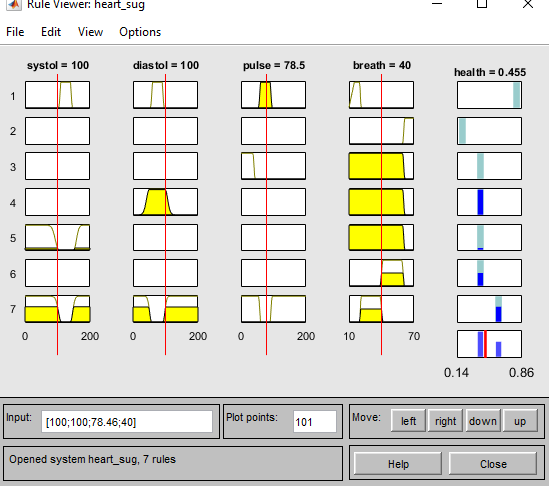 Rule Viewer: heart_sug
File Edit View Options
systol = 100 diastol = 100 pulse = 78.5 breath = 40 health = 0.455
1
2
3
4
5
6
7
0 200 0 200 0 200 10 70
0.14 0.86
Input: [100;100;78.46;40] Plot points: 101 Move: left right down up
Opened system heart_sug, 7 rules Help Close